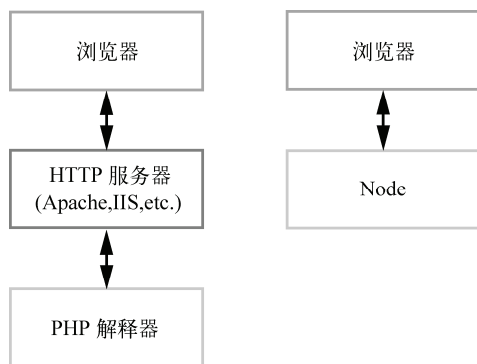 浏览器
HTTP 服务器
(Apache,IIS,etc.)
PHP 解释器
浏览器
Node